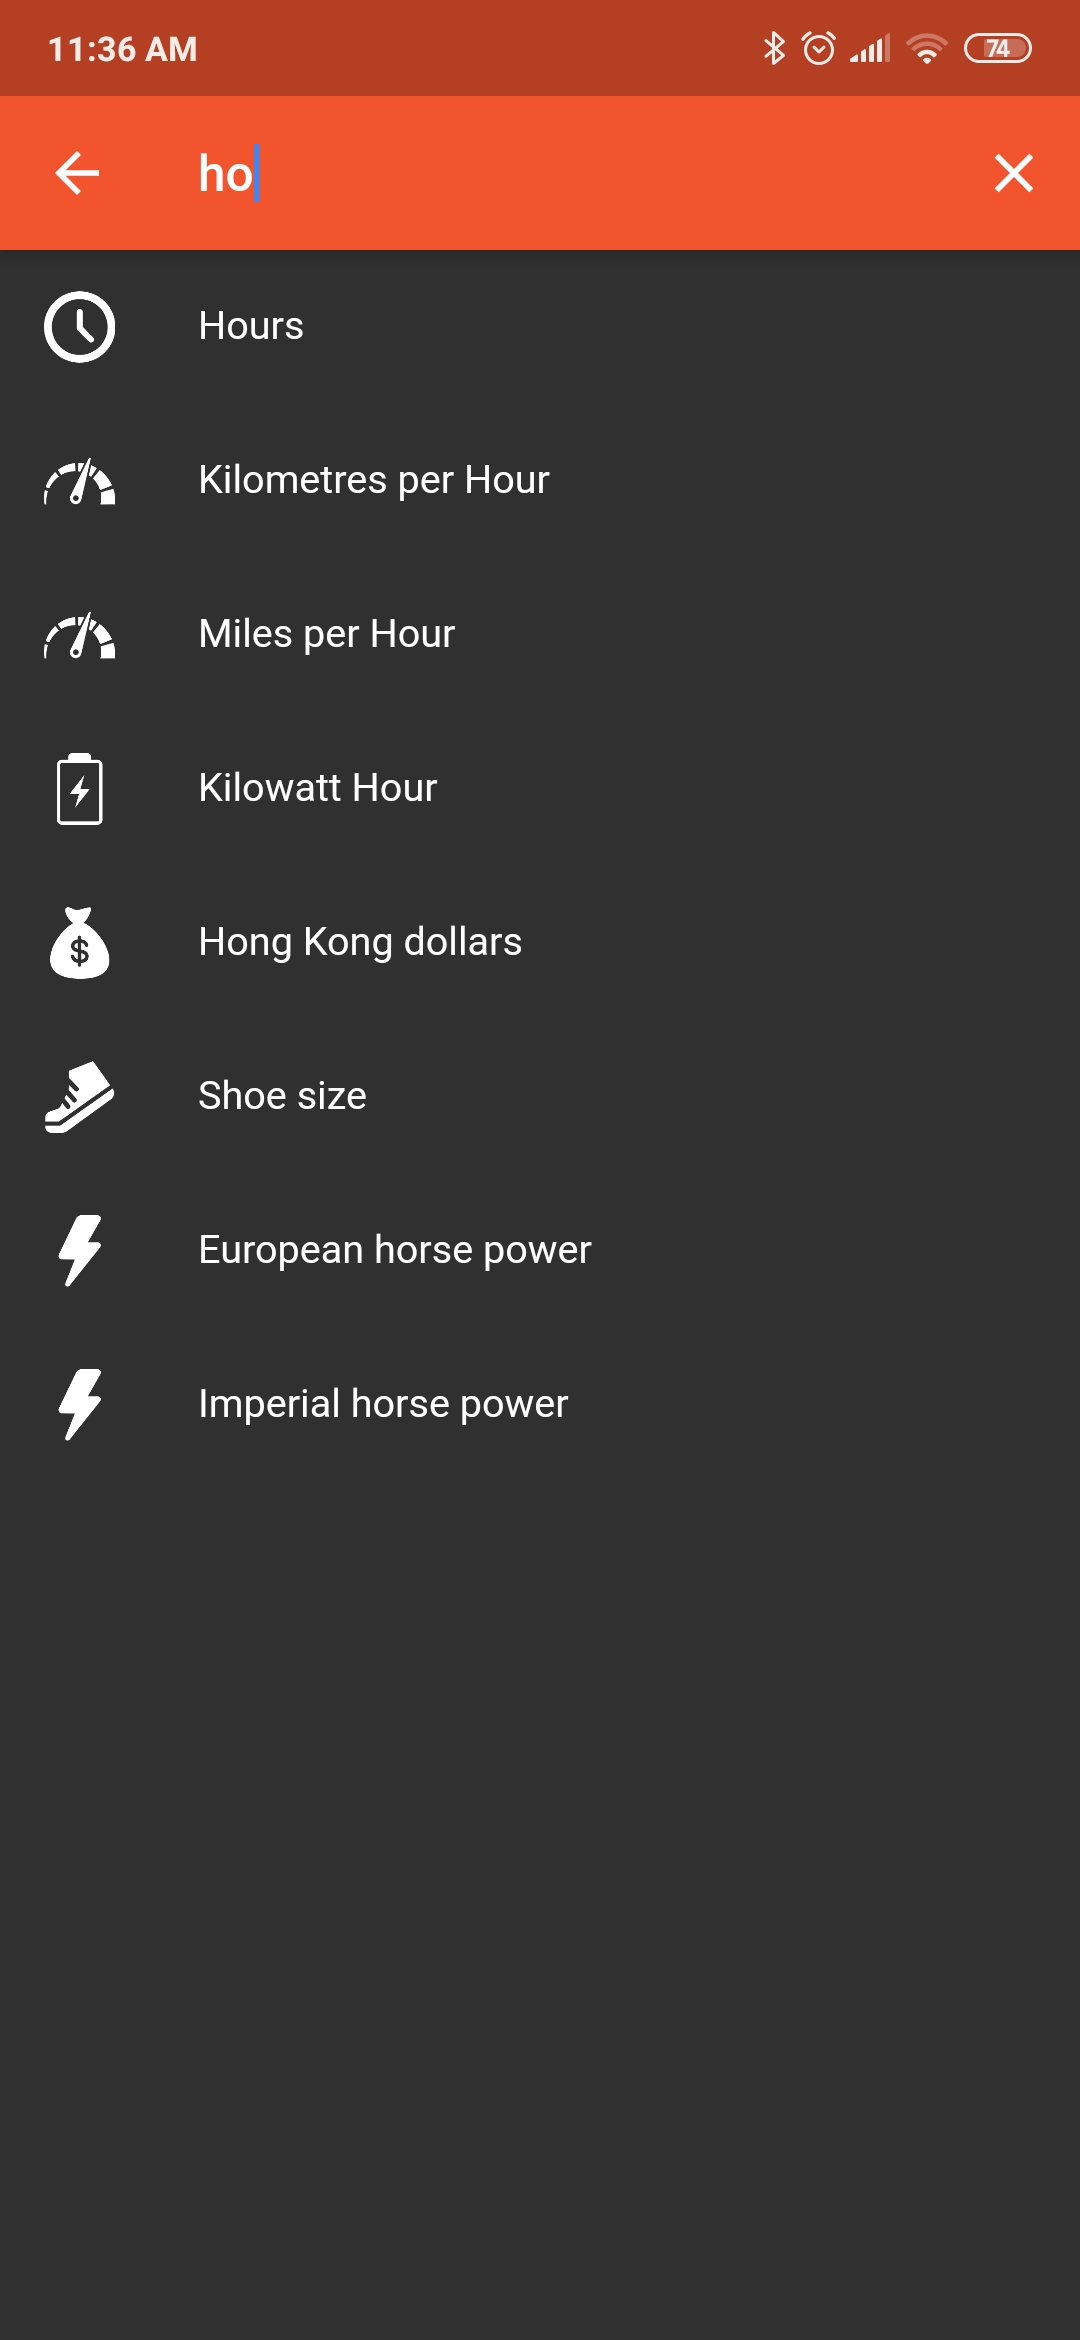 11:36 AM
74
ho
Hours
Kilometres per Hour
Miles per Hour
Kilowatt Hour
$
Hong Kong dollars
Shoe size
European horse power
Imperial horse power